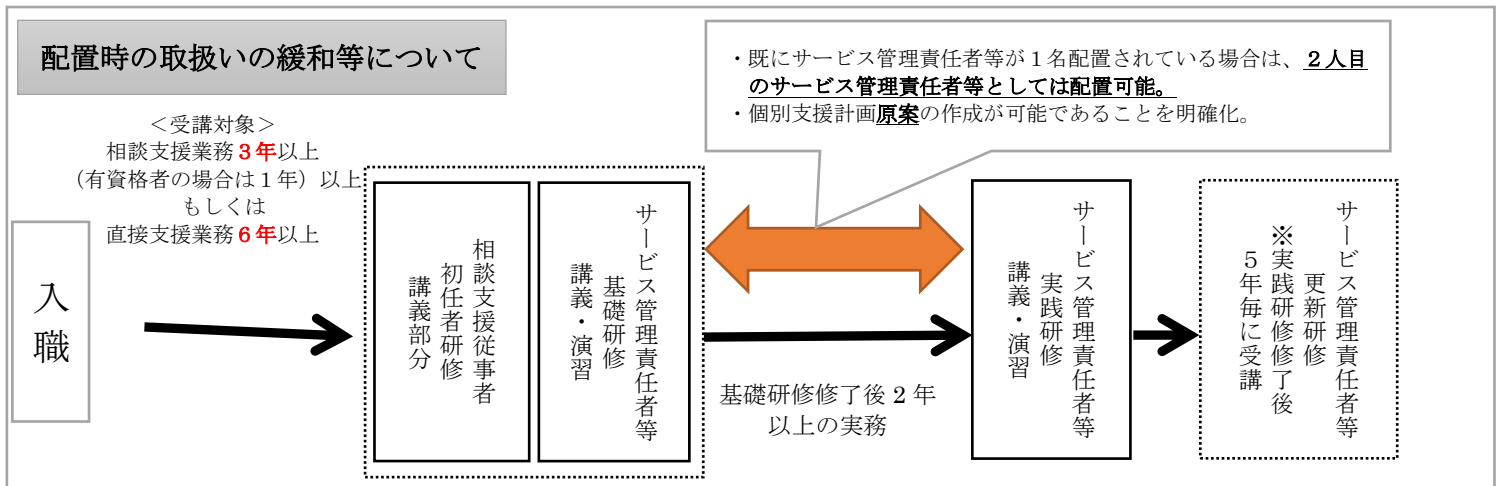 配置時の取扱いの緩和等について
・既にサービス管理責任者等が１名配置されている場合は、２人目
のサービス管理責任者等としては配置可能。
・個別支援計画原案の作成が可能であることを明確化。
＜受講対象＞
相談支援業務３年以上
（有資格者の場合は１年）以上
もしくは
直接支援業務６年以上
入職
相談支援従事者
初任者研修
講義部分
サービス管理責任者等
基礎研修
講義・演習
基礎研修修了後 2 年
以上の実務
サービス管理責任者等
実践研修
講義・演習
サービス管理責任者等
更新研修
※実践研修修了後
５年毎に受講